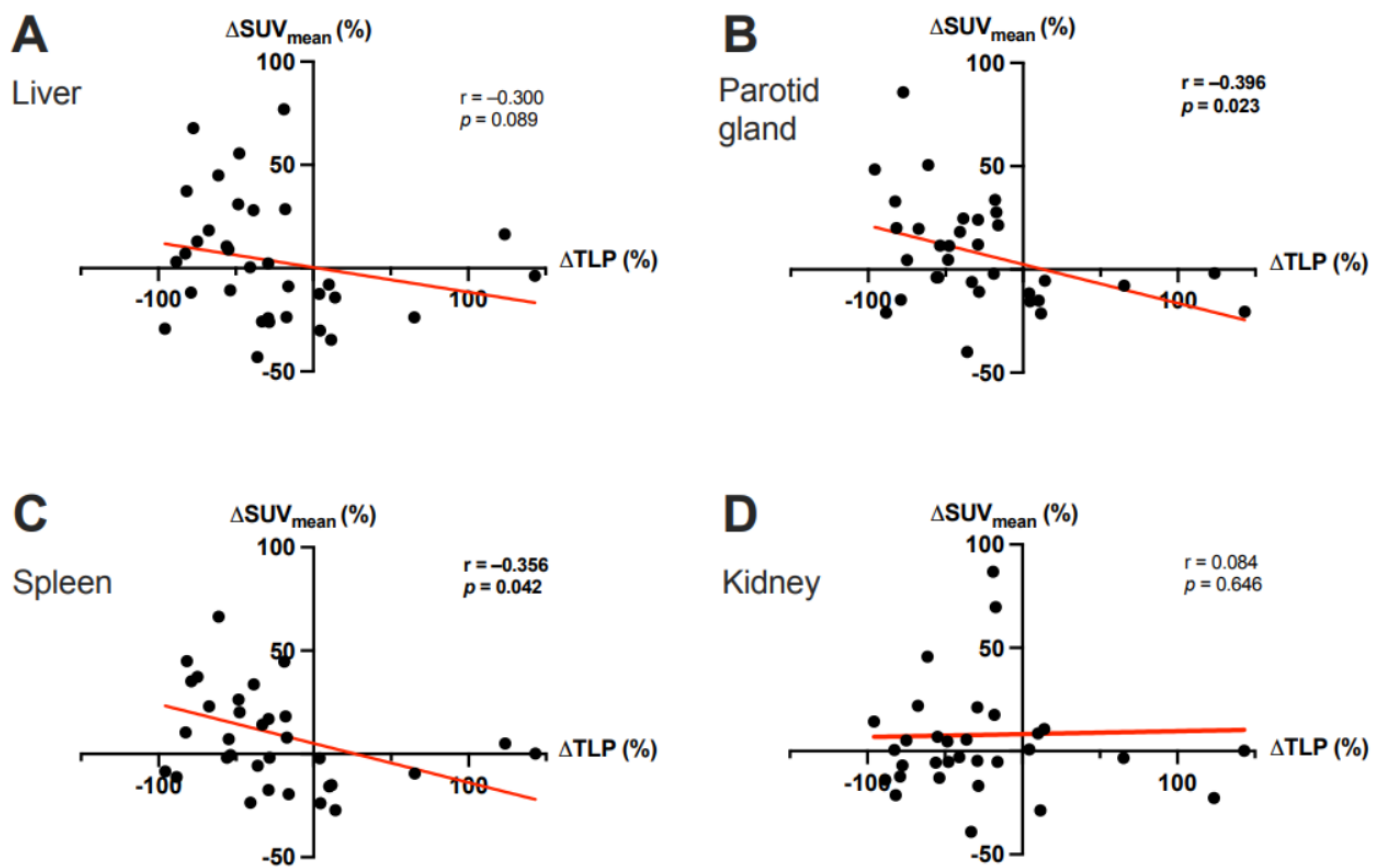 A
ΔSUVmean (%)
Liver
100
r = –0.300
p = 0.089
50
ΔTLP (%)
-100
100
-50
B
ΔSUVmean (%)
Parotid
gland
100
r = –0.396
p = 0.023
50
ΔTLP (%)
-100
100
-50
C
ΔSUVmean (%)
Spleen
100
r = –0.356
p = 0.042
50
ΔTLP (%)
-100
100
-50
D
ΔSUVmean (%)
Kidney
100
r = 0.084
p = 0.646
50
ΔTLP (%)
-100
100
-50